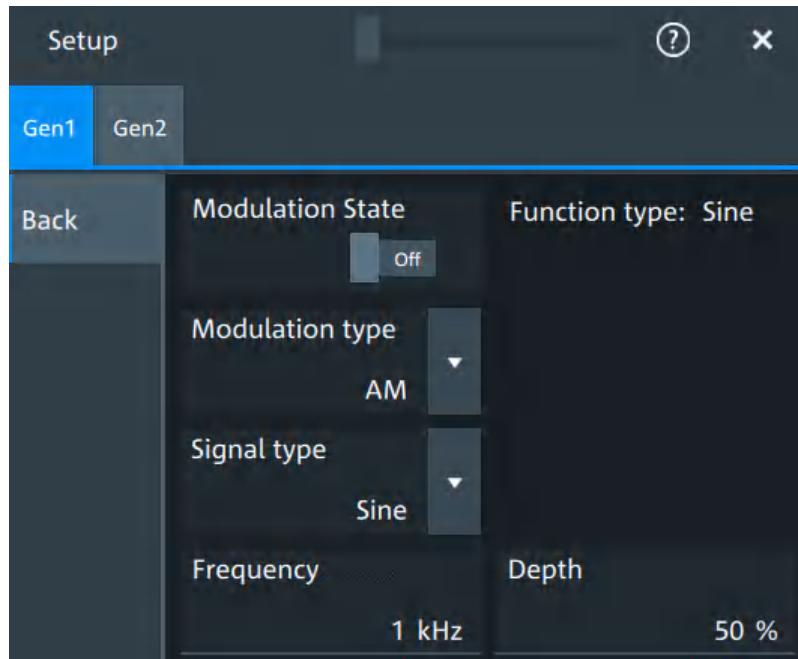 Setup
?
Gen1 Gen2
Back
Modulation State
Function type: Sine
Off
Modulation type
AM
Signal type
Sine
Frequency
Depth
1 kHz
50 %